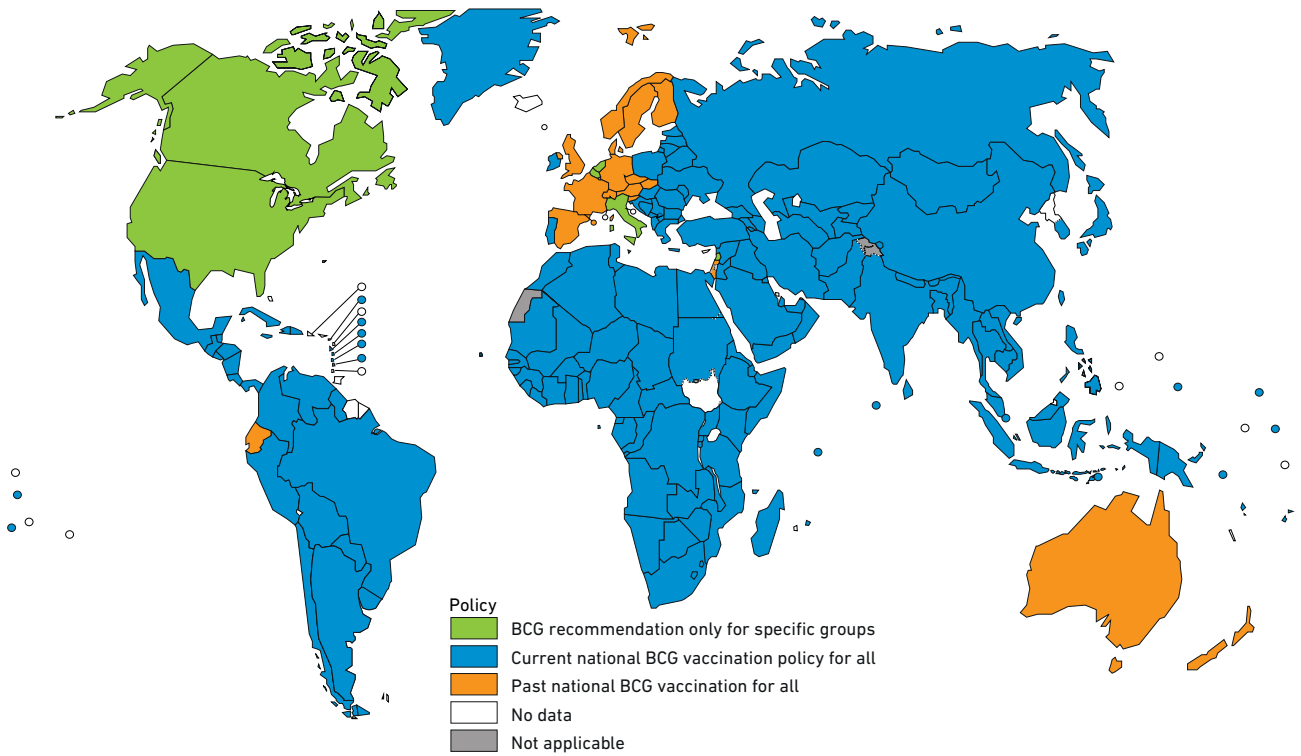 Policy
BCG recommendation only for specific groups
Current national BCG vaccination policy for all
Past national BCG vaccination for all
No data
Not applicable